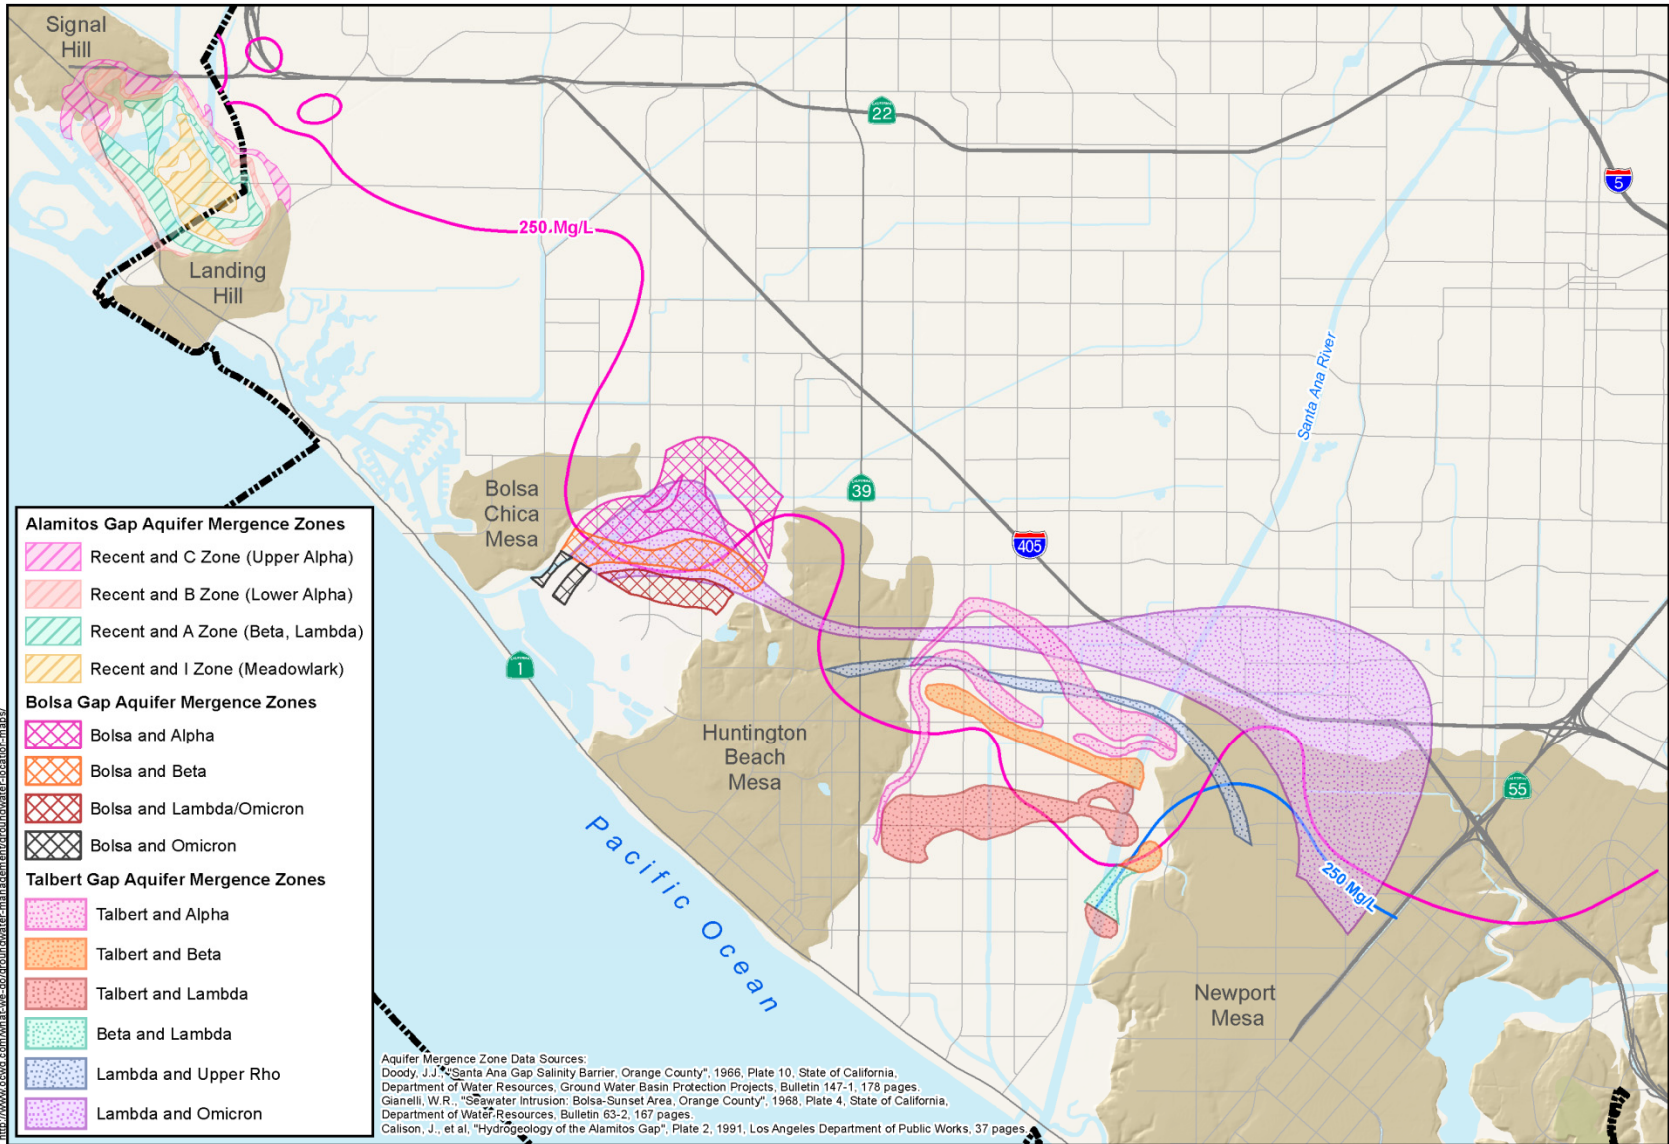 Signal
Hill
22
5
250 Mg/L
Landing
Hill
Santa Ana River
Bolsa
Chica
Mesa
39
405
1
Huntington
Beach
Mesa
55
250 Mg/L
Pacific Ocean
Newport
Mesa
Alamitos Gap Aquifer Mergence Zones
Recent and C Zone (Upper Alpha)
Recent and B Zone (Lower Alpha)
Recent and A Zone (Beta, Lambda)
Recent and I Zone (Meadowlark)
Bolsa Gap Aquifer Mergence Zones
Bolsa and Alpha
Bolsa and Beta
Bolsa and Lambda/Omicron
Bolsa and Omicron
Talbert Gap Aquifer Mergence Zones
Talbert and Alpha
Talbert and Beta
Talbert and Lambda
Beta and Lambda
Lambda and Upper Rho
Lambda and Omicron
Aquifer Mergence Zone Data Sources:
Doody, J.J., "Santa Ana Gap Salinity Barrier, Orange County", 1966, Plate 10, State of California,
Department of Water Resources, Ground Water Basin Protection Projects, Bulletin 147-1, 178 pages.
Gianelli, W.R., "Seawater Intrusion: Bolsa-Sunset Area, Orange County", 1968, Plate 4, State of California,
Department of Water Resources, Bulletin 63-2, 167 pages.
Calison, J., et al, "Hydrogeology of the Alamitos Gap", Plate 2, 1991, Los Angeles Department of Public Works, 37 pages.